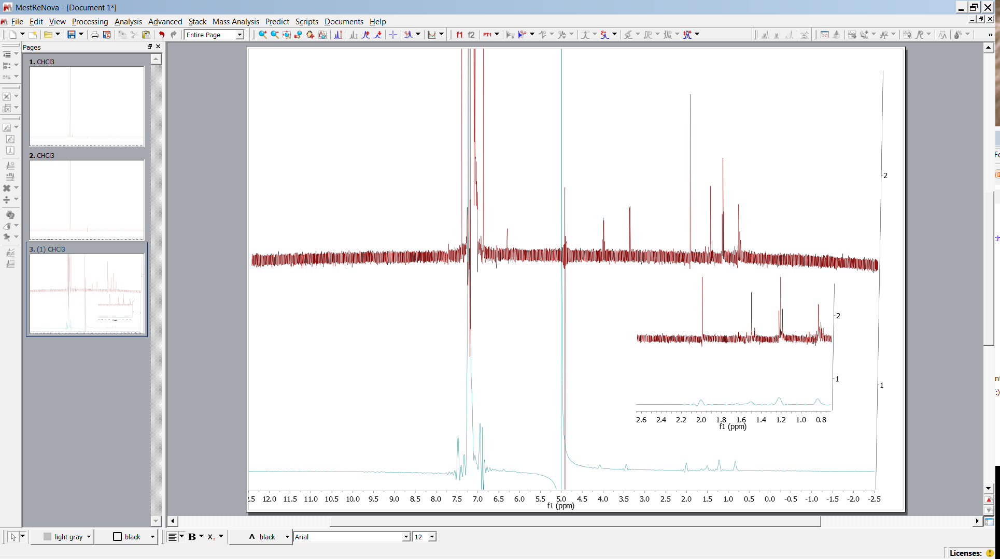 MestReNova - [Document 1*]
File Edit View Processing Analysis Advanced Stack Mass Analysis Predict Scripts Documents Help
Entire Page
f1 f2 FT1
»
Pages
1. CHCl3
2. CHCl3
3. (1) CHCl3
2
1
2
1
2.6 2.4 2.2 2.0 1.8 1.6 1.4 1.2 1.0 0.8
f1 (ppm)
.5 12.0 11.5 11.0 10.5 10.0 9.5 9.0 8.5 8.0 7.5 7.0 6.5 6.0 5.5 5.0 4.5 4.0 3.5 3.0 2.5 2.0 1.5 1.0 0.5 0.0 -0.5 -1.0 -1.5 -2.0 -2.5
f1 (ppm)
light gray black B X₂ A black Arial 12
Licenses: